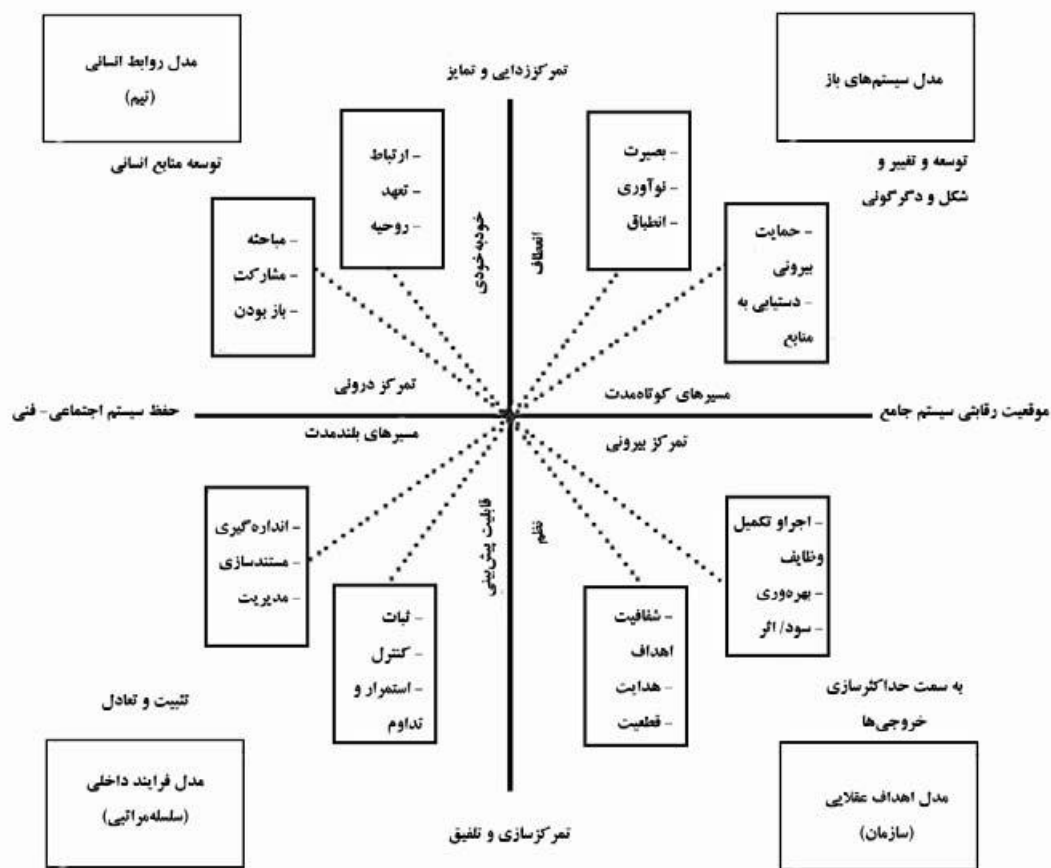 مدل سیستم‌های باز
توسعه و تغییر و
شکل و دگرگونی
تمرکززدایی و تمایز
مدل روابط انسانی
(تیم)
توسعه منابع انسانی
- بصیرت
- نوآوری
- انطباق
- حمایت
بیرونی
- دستیابی به
منابع
- ارتباط
- تعهد
- روحیه
- مباحثه
- مشارکت
- باز بودن
انعطاف
خودبه‌خودی
مسیرهای کوتاه‌مدت
تمرکز درونی
موقعیت رقابتی سیستم جامع
حفظ سیستم اجتماعی- فنی
تمرکز بیرونی
مسیرهای بلندمدت
نظم
قابلیت پیش‌بینی
- اجراو تکمیل
وظایف
- بهره‌وری
- سود/ اثر
- شفافیت
اهداف
- هدایت
- قطعیت
- اندازه‌گیری
- مستندسازی
- مدیریت
- ثبات
- کنترل
- استمرار و
تداوم
به سمت حداکثرسازی
خروجی‌ها
مدل اهداف عقلایی
(سازمان)
تثبیت و تعادل
مدل فرایند داخلی
(سلسله‌مراتبی)
تمرکزسازی و تلفیق